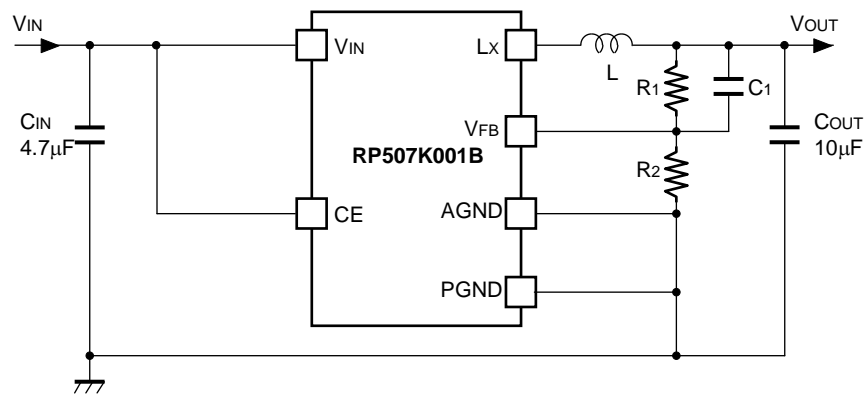 VIN
VOUT
VIN
LX
L
R1
C1
CIN
4.7μF
VFB
COUT
10μF
RP507K001B
R2
CE
AGND
PGND